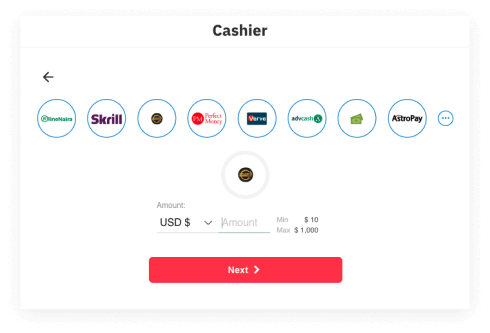 Cashier
OnlineNaira
Skrill
PM Perfect Money
Verve
advcash
AstroPay
Amount:
USD $
Amount
Min $ 10
Max $ 1,000
Next